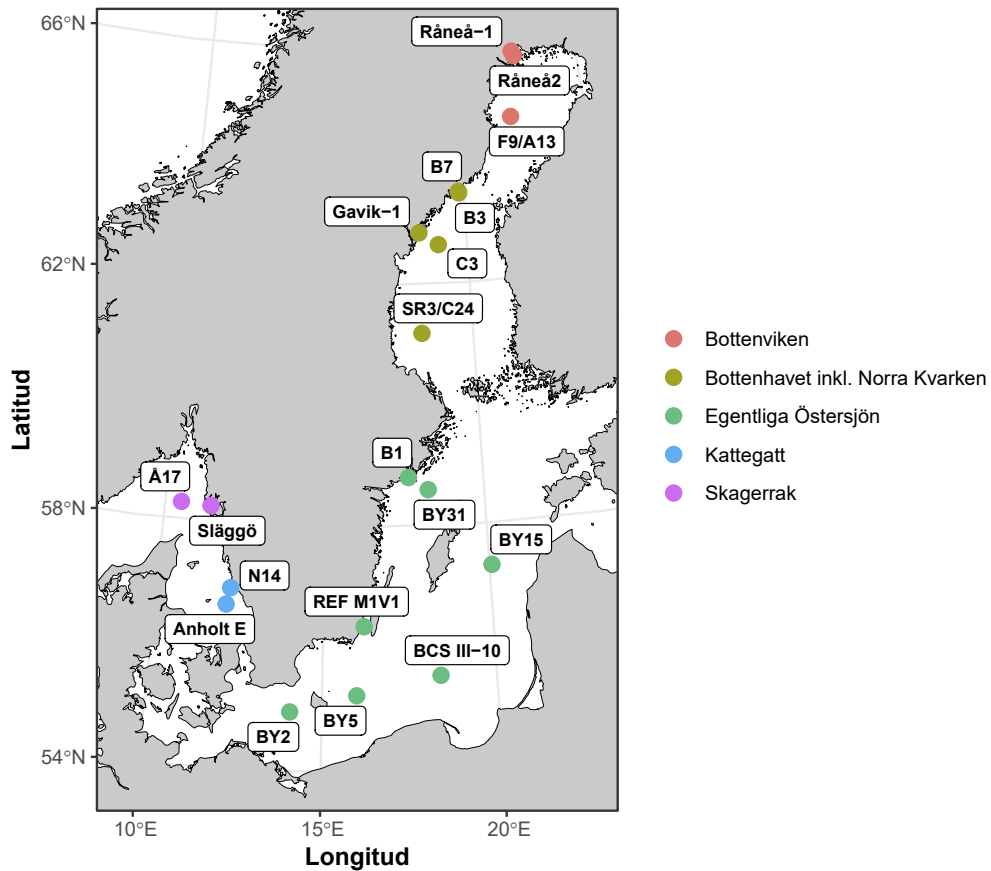 66°N
62°N
58°N
54°N
Latitud
Råneå−1
Råneå2
F9/A13
B7
B3
Gavik−1
C3
SR3/C24
B1
BY31
BY15
Å17
Släggö
N14
Anholt E
REF M1V1
BCS III−10
BY5
BY2
10°E
15°E
20°E
Longitud
Bottenviken
Bottenhavet inkl. Norra Kvarken
Egentliga Östersjön
Kattegatt
Skagerrak